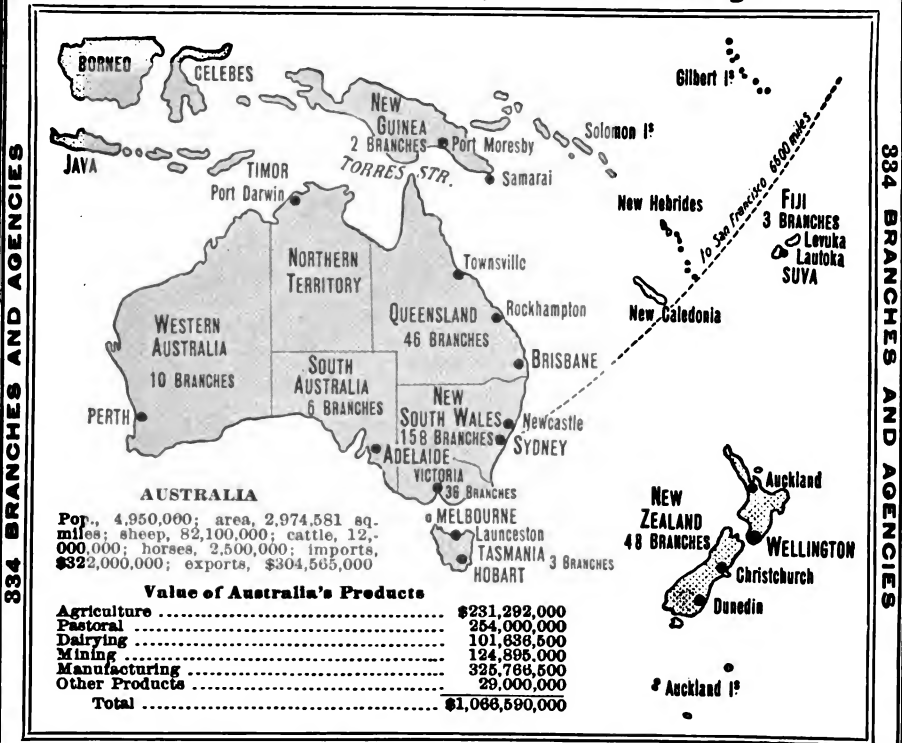 334 BRANCHES AND AGENCIES
BORNEO
CELEBES
JAVA
TIMOR
Port Darwin
NEW
GUINEA
2 BRANCHES
Port Moresby
TORRES STR.
Samarai
Solomon Is
Gilbert Is
New Hebrides
To San Francisco 6600 miles
FIJI
3 BRANCHES
Levuka
Lautoka
SUVA
New Caledonia
Townsville
NORTHERN
TERRITORY
QUEENSLAND
46 BRANCHES
Rockhampton
BRISBANE
WESTERN
AUSTRALIA
10 BRANCHES
PERTH
SOUTH
AUSTRALIA
6 BRANCHES
ADELAIDE
NEW
SOUTH WALES
158 BRANCHES
Newcastle
SYDNEY
VICTORIA
36 BRANCHES
MELBOURNE
Launceston
TASMANIA
3 BRANCHES
HOBART
NEW
ZEALAND
48 BRANCHES
Auckland
WELLINGTON
Christchurch
Dunedin
Auckland Is
AUSTRALIA
Pop., 4,950,000; area, 2,974,581 sq.
miles; sheep, 82,100,000; cattle, 12,-
000,000; horses, 2,500,000; imports,
$322,000,000; exports, $304,565,000
Value of Australia's Products
Agriculture ........ $231,292,000
Pastoral ........ 254,000,000
Dairying ........ 101,636,500
Mining ........ 124,895,000
Manufacturing ........ 325,766,500
Other Products ........ 29,000,000
Total ........ $1,066,590,000
334 BRANCHES AND AGENCIES